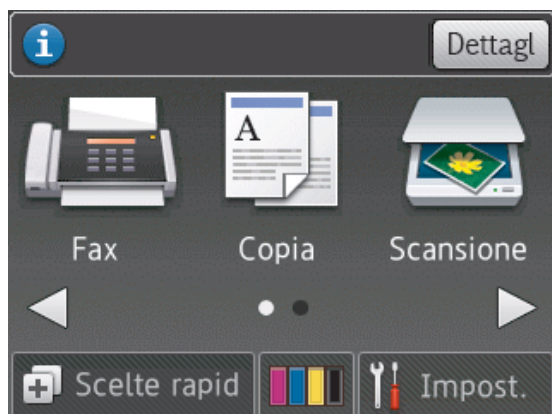 i
Dettagl
A
Fax Copia Scansione
Scelte rapid Impost.